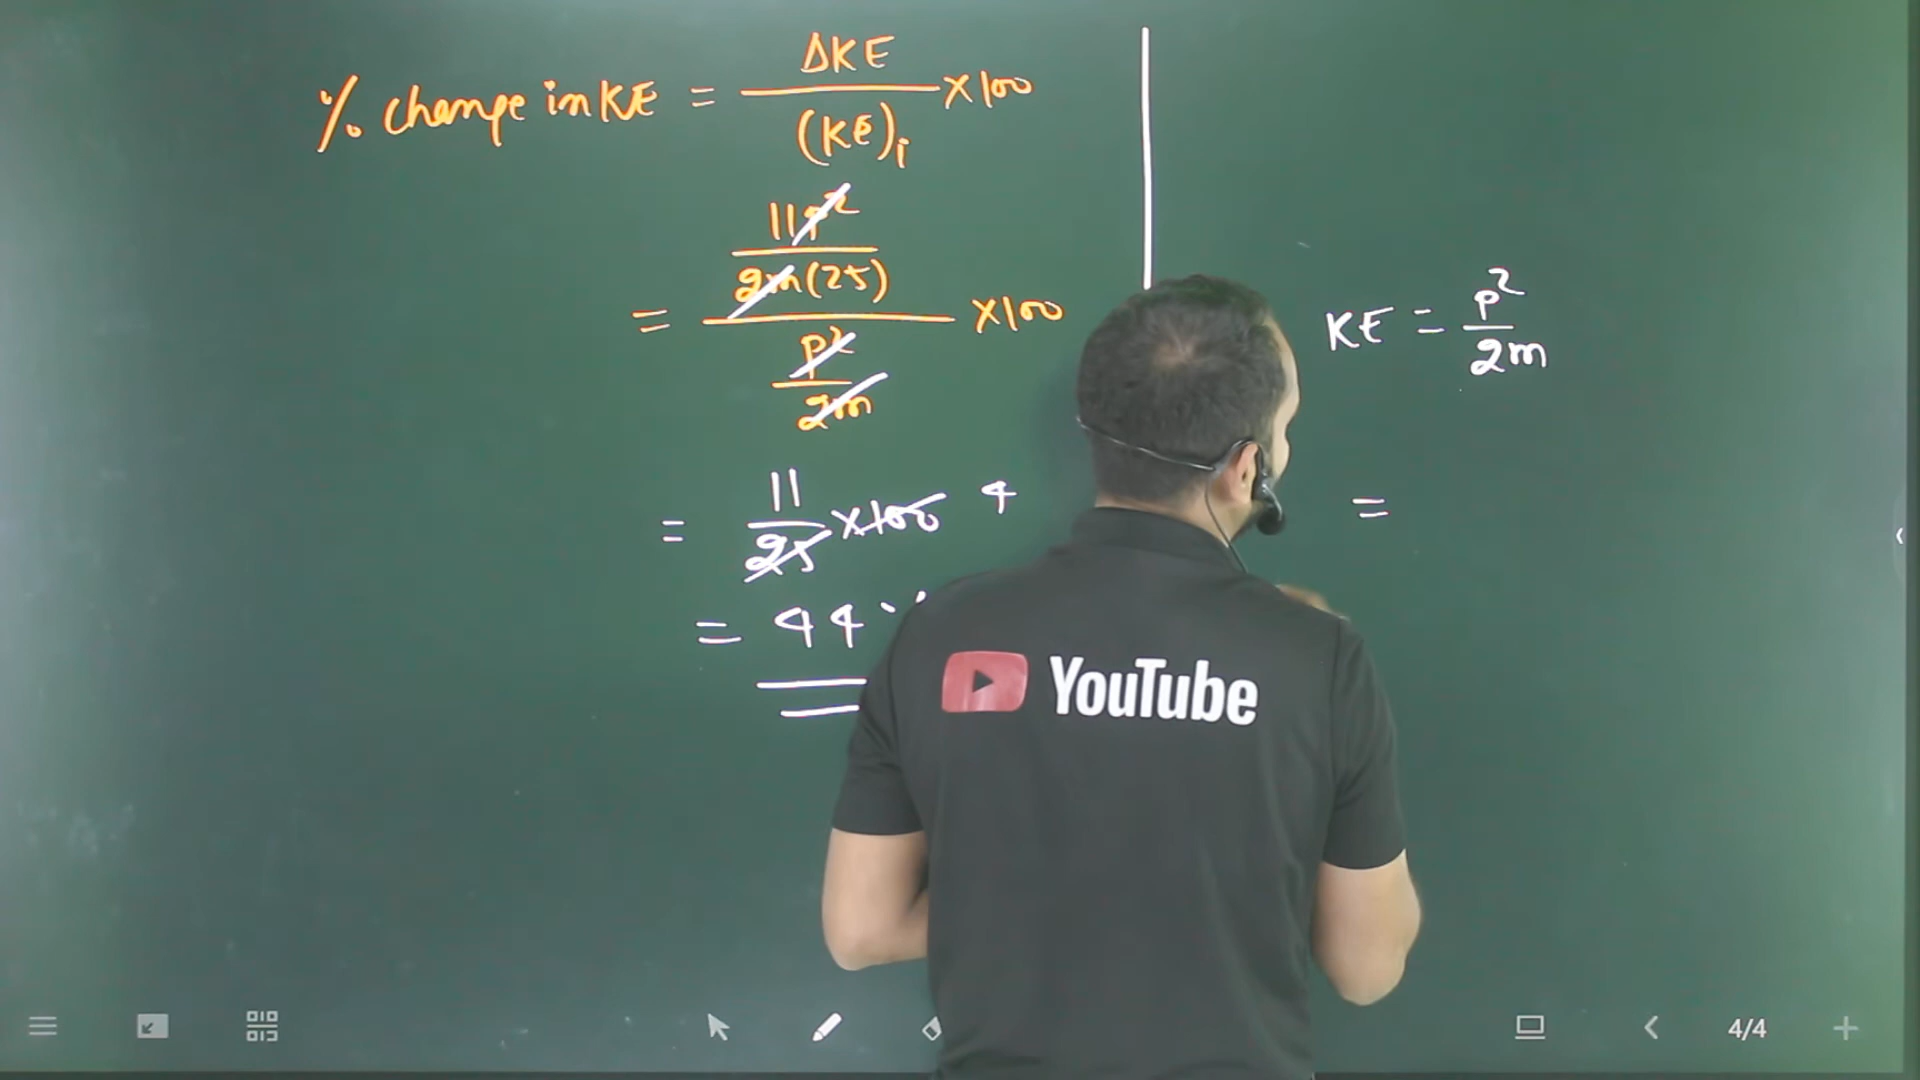 % change in KE = ΔKE / (KE)i × 100
= 11p² / 2m(25) / p² / 2m × 100
= 11 / 25 × 100 4
= 44
KE = p² / 2m
=
YouTube
4/4